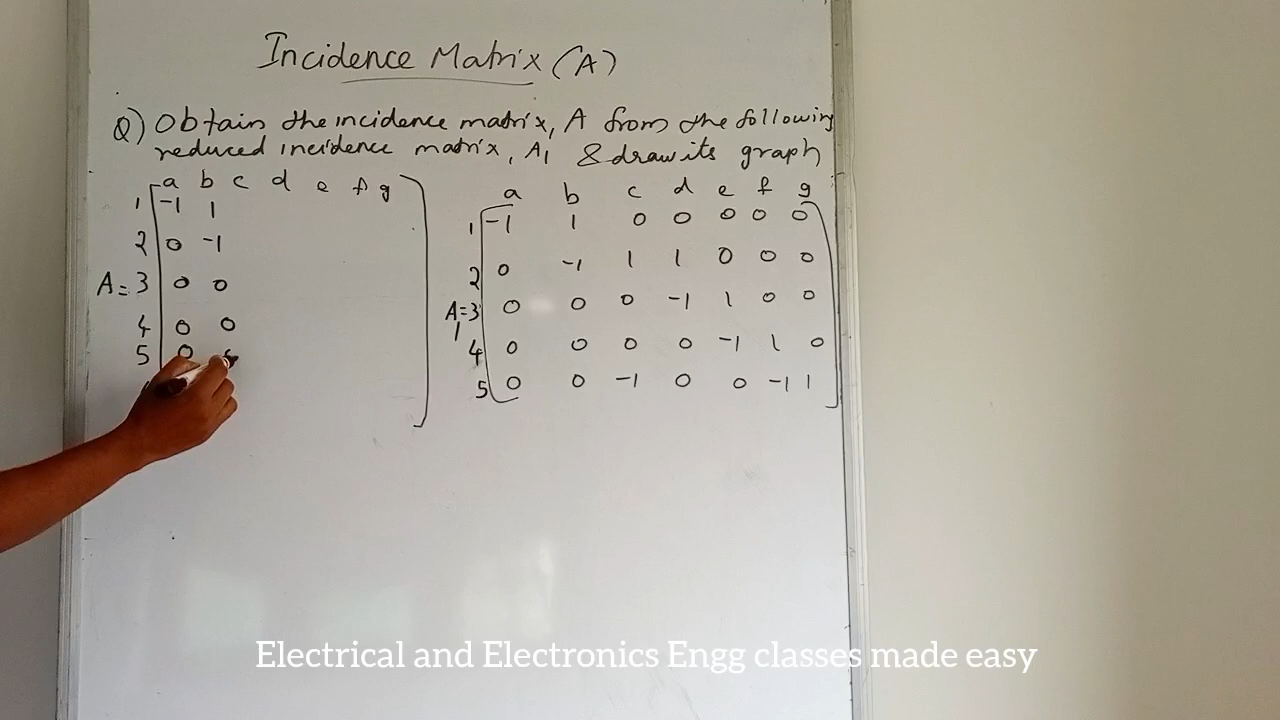 Incidence Matrix (A)
Q) Obtain the incidence matrix, A from the following
reduced incidence matrix, A1 & draw its graph
a b c d e f g
1 -1 1
2 0 -1
A= 3 0 0
4 0 0
5 0
a b c d e f g
1 -1 1 0 0 0 0 0
2 0 -1 1 1 0 0 0
A1=3 0 0 0 -1 1 0 0
4 0 0 0 0 -1 1 0
5 0 0 -1 0 0 -1 1
Electrical and Electronics Engg classes made easy